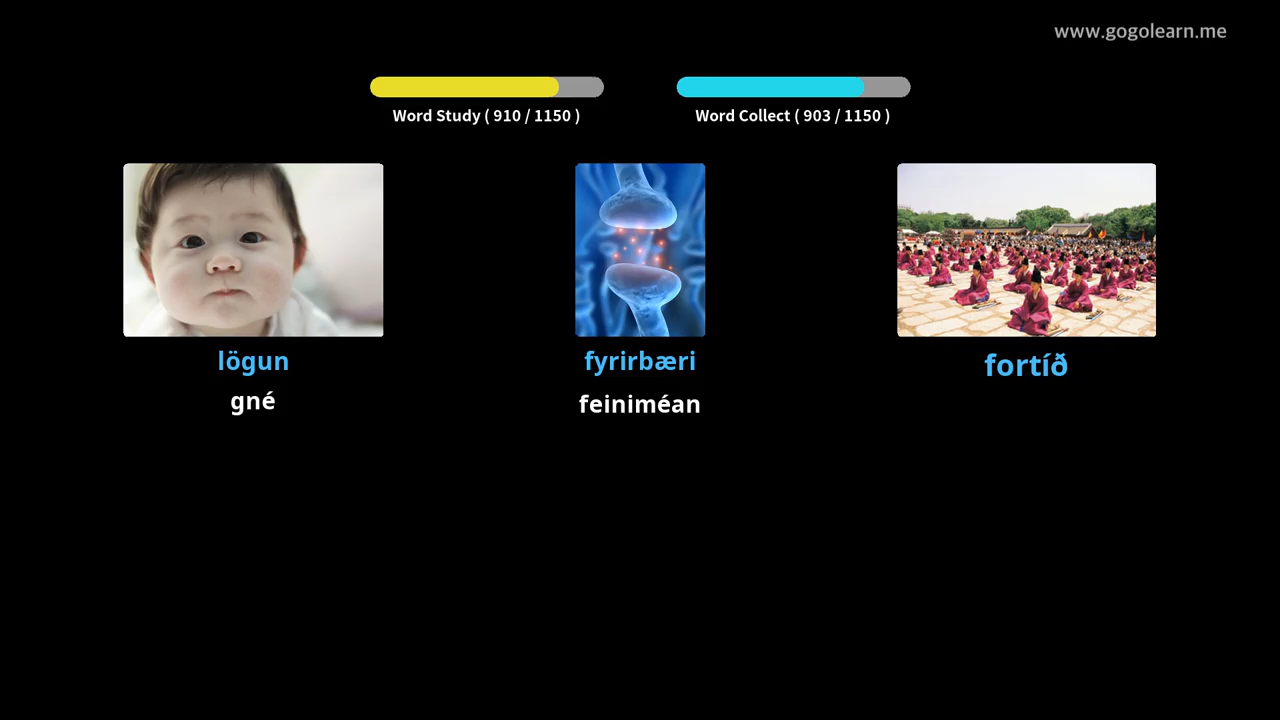 www.gogolearn.me
Word Study ( 910 / 1150 )
Word Collect ( 903 / 1150 )
lögun
gné
fyrirbæri
feiniméan
fortíð